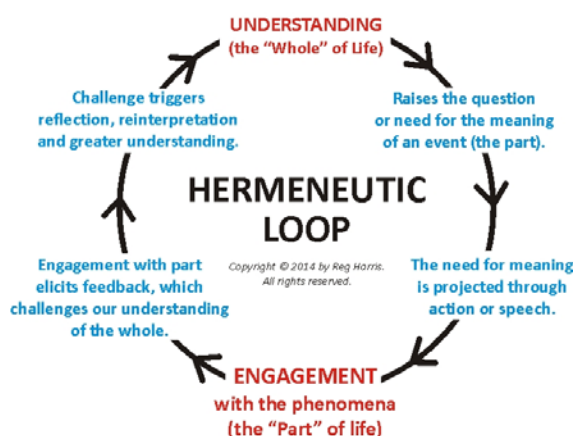 UNDERSTANDING
(the “Whole” of Life)
Raises the question
or need for the meaning
of an event (the part).
The need for meaning
is projected through
action or speech.
ENGAGEMENT
with the phenomena
(the “Part” of life)
Engagement with part
elicits feedback, which
challenges our understanding
of the whole.
Challenge triggers
reflection, reinterpretation
and greater understanding.
HERMENEUTIC
LOOP
Copyright © 2014 by Reg Harris.
All rights reserved.